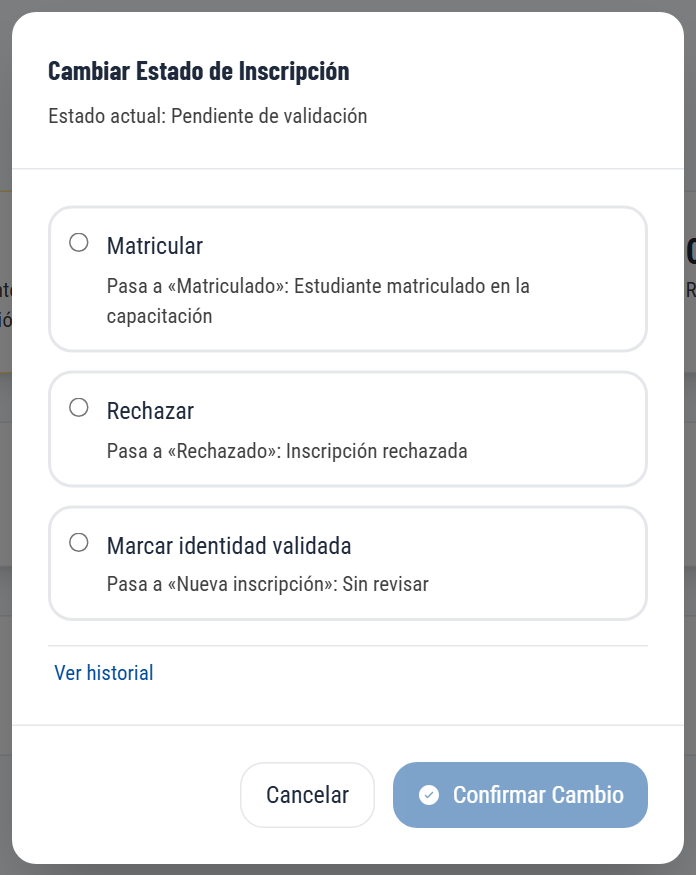 Cambiar Estado de Inscripción
Estado actual: Pendiente de validación
Matricular
Pasa a «Matriculado»: Estudiante matriculado en la
capacitación
Rechazar
Pasa a «Rechazado»: Inscripción rechazada
Marcar identidad validada
Pasa a «Nueva inscripción»: Sin revisar
Ver historial
Cancelar
Confirmar Cambio